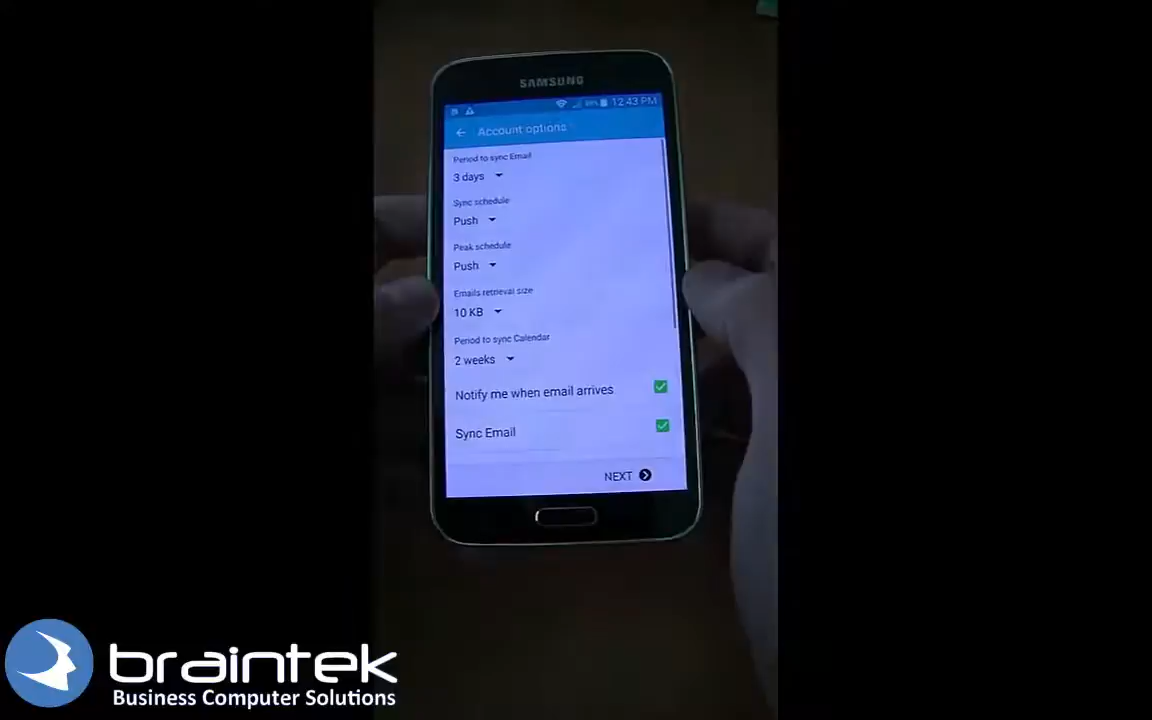 SAMSUNG
12:43 PM
Account options
Period to sync Email
3 days
Sync schedule
Push
Peak schedule
Push
Emails retrieval size
10 KB
Period to sync Calendar
2 weeks
Notify me when email arrives
Sync Email
NEXT
braintek
Business Computer Solutions